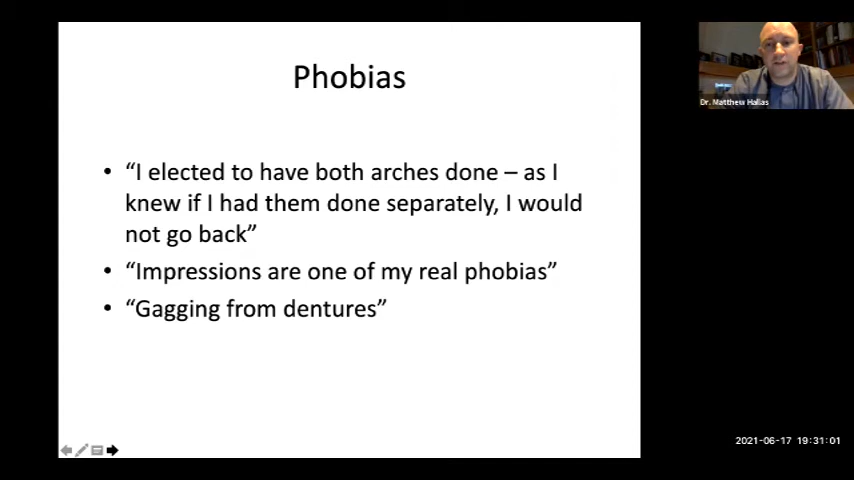 Phobias
• “I elected to have both arches done – as I
knew if I had them done separately, I would
not go back”
• “Impressions are one of my real phobias”
• “Gagging from dentures”
Dr. Matthew Hallas
2021-06-17 19:31:01